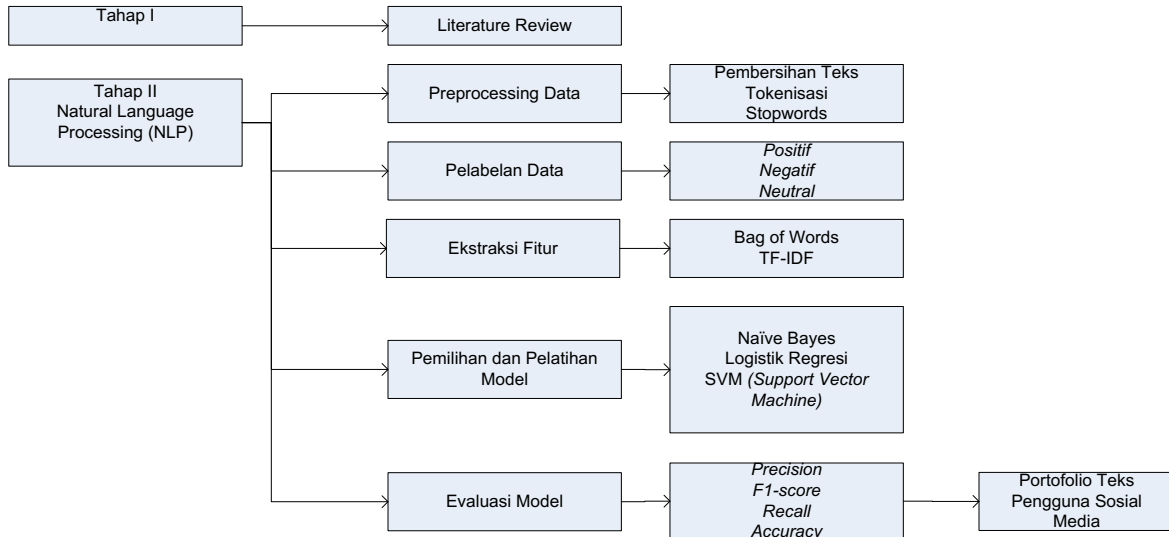 Tahap I
Literature Review
Tahap II
Natural Language
Processing (NLP)
Preprocessing Data
Pembersihan Teks
Tokenisasi
Stopwords
Pelabelan Data
Positif
Negatif
Neutral
Ekstraksi Fitur
Bag of Words
TF-IDF
Pemilihan dan Pelatihan
Model
Naïve Bayes
Logistik Regresi
SVM (Support Vector
Machine)
Evaluasi Model
Precision
F1-score
Recall
Accuracy
Portofolio Teks
Pengguna Sosial
Media